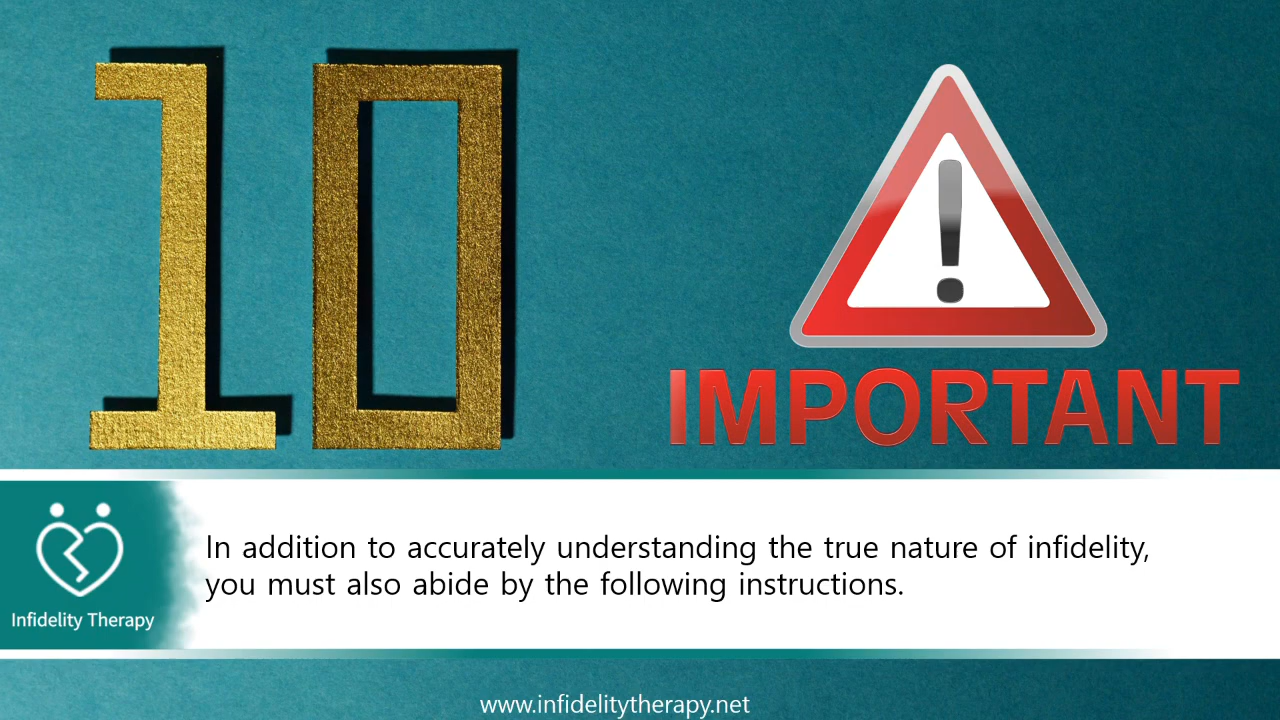 10
IMPORTANT
In addition to accurately understanding the true nature of infidelity,
you must also abide by the following instructions.
Infidelity Therapy
www.infidelitytherapy.net